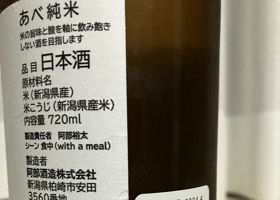 あべ純米
米の旨味と酸を軸に飲み飽き
しない酒を目指します
品目 日本酒
原材料名
米(新潟県産)
米こうじ(新潟県産米)
内容量 720ml
製造責任者 阿部裕太
シーン 食中(with a meal)
製造者
阿部酒造株式会社
新潟県柏崎市安田
3560番地